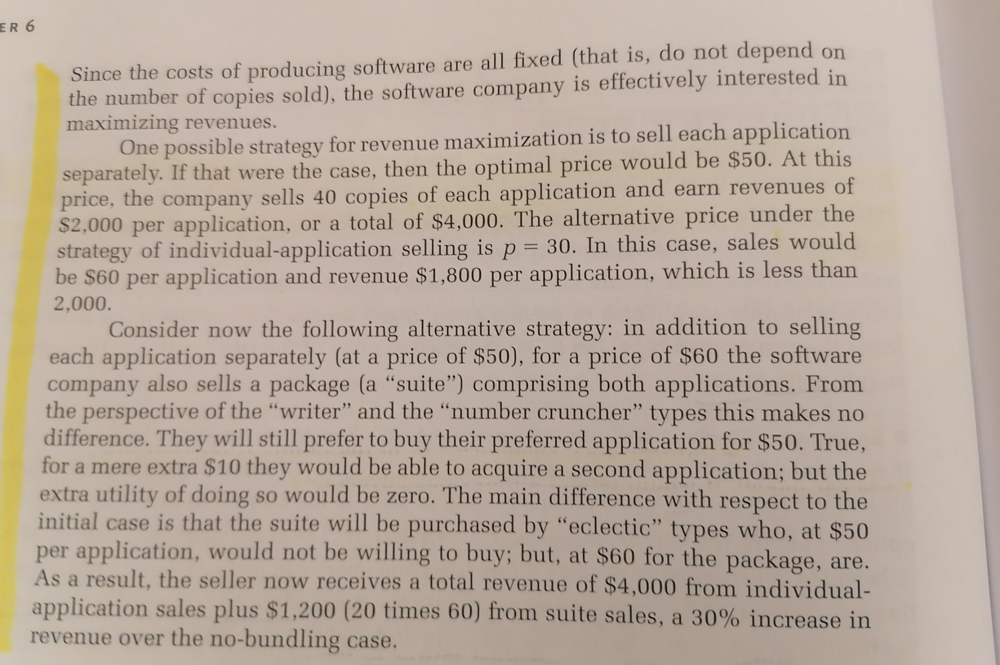 ER 6
Since the costs of producing software are all fixed (that is, do not depend on
the number of copies sold), the software company is effectively interested in
maximizing revenues.
One possible strategy for revenue maximization is to sell each application
separately. If that were the case, then the optimal price would be $50. At this
price, the company sells 40 copies of each application and earn revenues of
$2,000 per application, or a total of $4,000. The alternative price under the
strategy of individual-application selling is p = 30. In this case, sales would
be $60 per application and revenue $1,800 per application, which is less than
2,000.
Consider now the following alternative strategy: in addition to selling
each application separately (at a price of $50), for a price of $60 the software
company also sells a package (a “suite”) comprising both applications. From
the perspective of the “writer” and the “number cruncher” types this makes no
difference. They will still prefer to buy their preferred application for $50. True,
for a mere extra $10 they would be able to acquire a second application; but the
extra utility of doing so would be zero. The main difference with respect to the
initial case is that the suite will be purchased by “eclectic” types who, at $50
per application, would not be willing to buy; but, at $60 for the package, are.
As a result, the seller now receives a total revenue of $4,000 from individual-
application sales plus $1,200 (20 times 60) from suite sales, a 30% increase in
revenue over the no-bundling case.